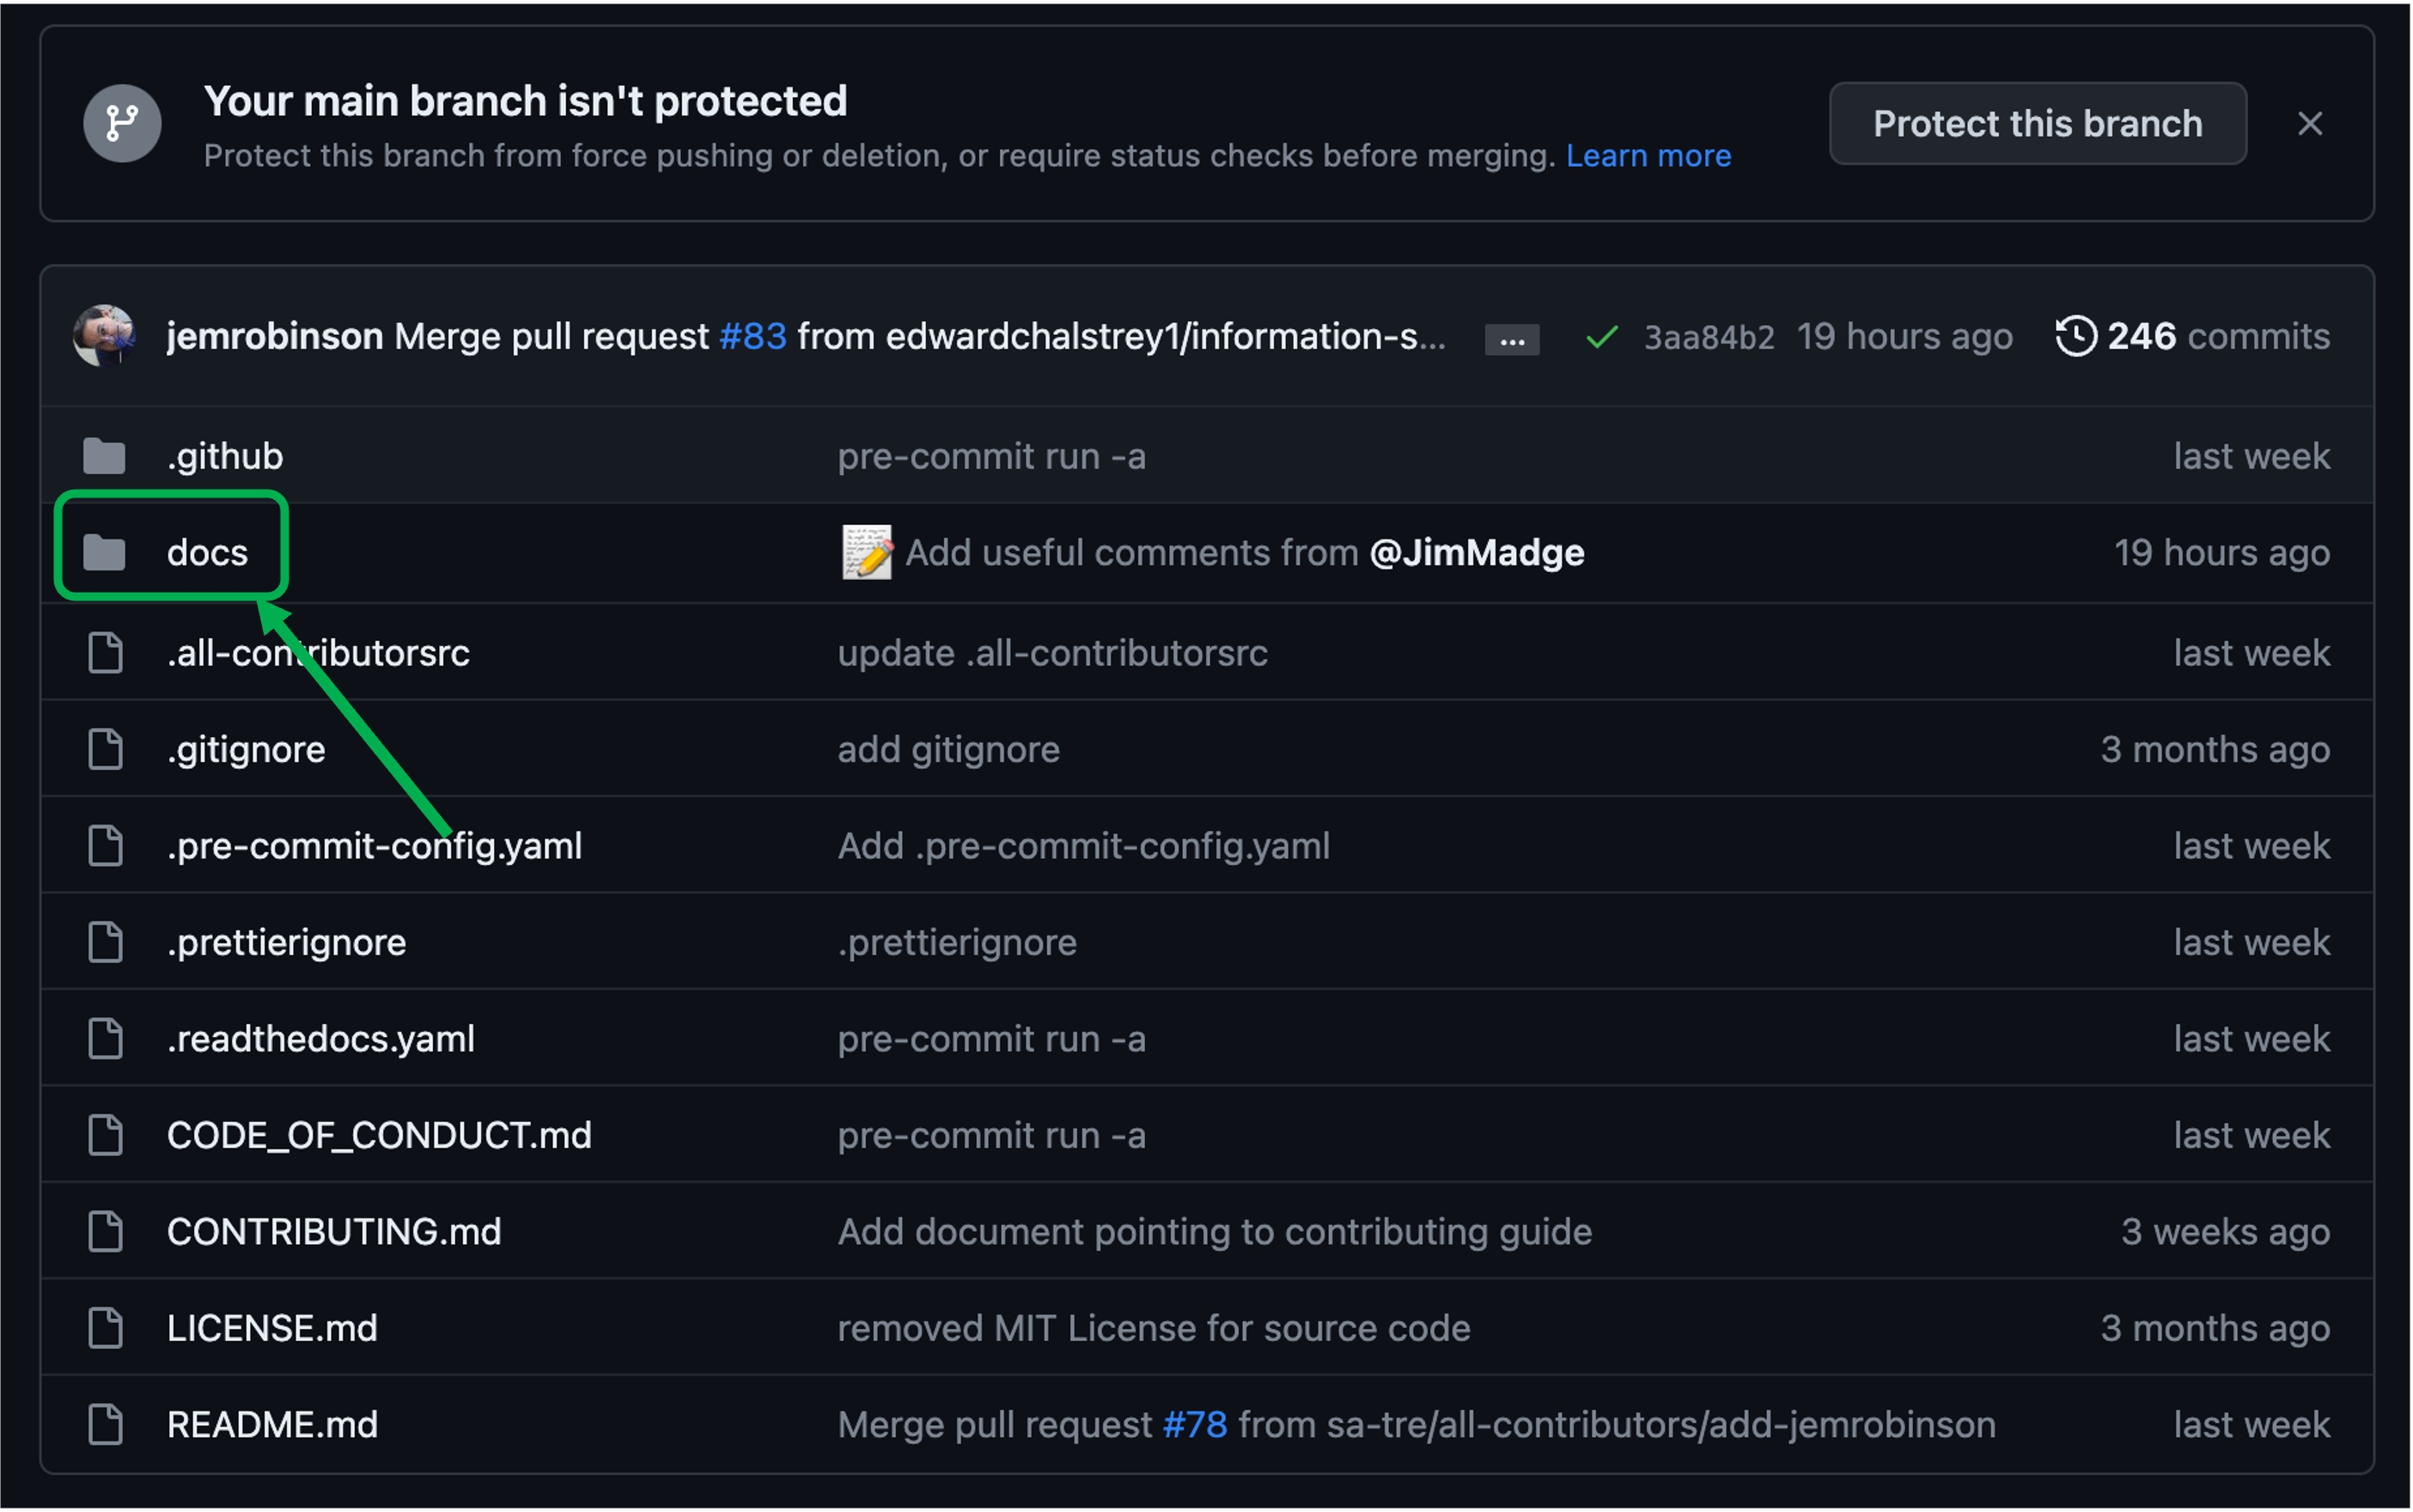 Your main branch isn't protected
Protect this branch from force pushing or deletion, or require status checks before merging. Learn more
Protect this branch
jemrobinson Merge pull request #83 from edwardchalstrey1/information-s... ... 3aa84b2 19 hours ago 246 commits
.github pre-commit run -a last week
docs Add useful comments from @JimMadge 19 hours ago
.all-contributorsrc update .all-contributorsrc last week
.gitignore add gitignore 3 months ago
.pre-commit-config.yaml Add .pre-commit-config.yaml last week
.prettierignore .prettierignore last week
.readthedocs.yaml pre-commit run -a last week
CODE_OF_CONDUCT.md pre-commit run -a last week
CONTRIBUTING.md Add document pointing to contributing guide 3 weeks ago
LICENSE.md removed MIT License for source code 3 months ago
README.md Merge pull request #78 from sa-tre/all-contributors/add-jemrobinson last week